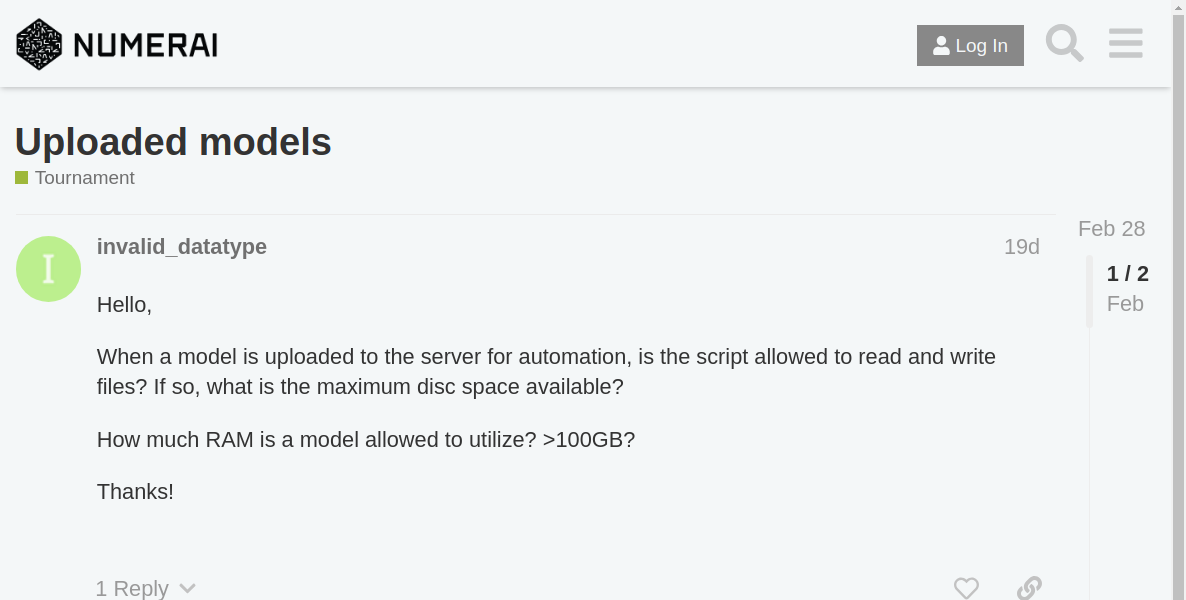 NUMERAI
Log In
Uploaded models
Tournament
invalid_datatype
19d
Feb 28
1 / 2
Feb
I
Hello,
When a model is uploaded to the server for automation, is the script allowed to read and write
files? If so, what is the maximum disc space available?
How much RAM is a model allowed to utilize? >100GB?
Thanks!
1 Reply